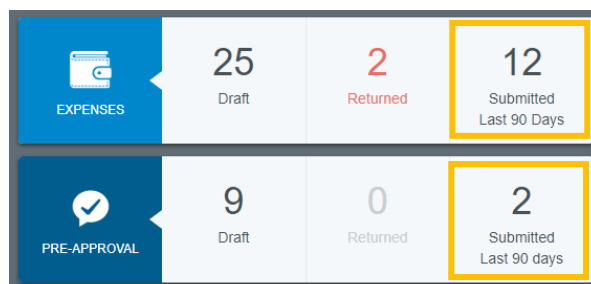 EXPENSES
25
Draft
2
Returned
12
Submitted
Last 90 Days
PRE-APPROVAL
9
Draft
0
Returned
2
Submitted
Last 90 days